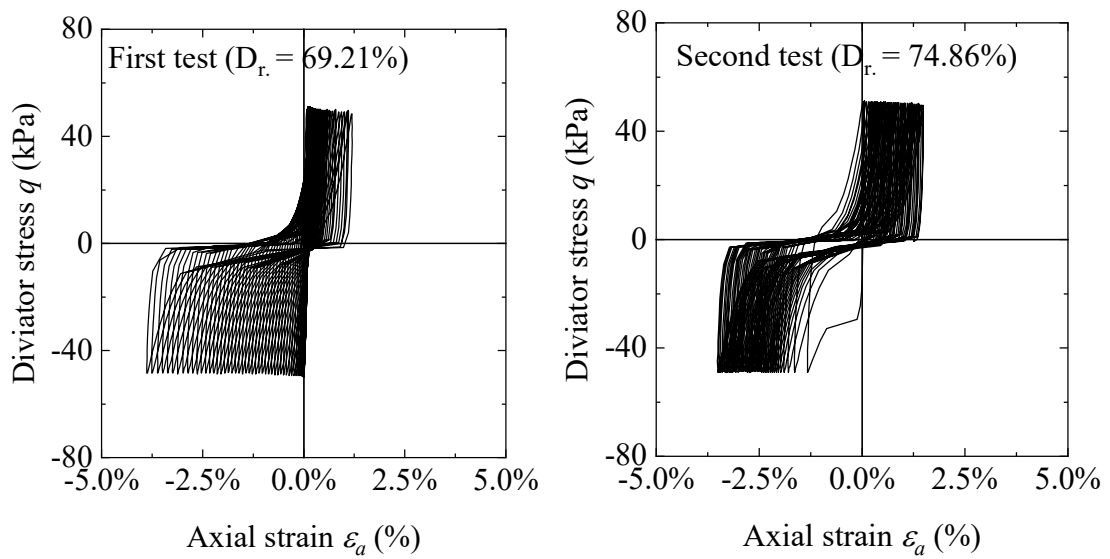 80
First test (Dr. = 69.21%)
40
0
-40
-80
-5.0% -2.5% 0.0% 2.5% 5.0%
Diviator stress q (kPa)
Axial strain εa (%)
80
Second test (Dr. = 74.86%)
40
0
-40
-80
-5.0% -2.5% 0.0% 2.5% 5.0%
Diviator stress q (kPa)
Axial strain εa (%)